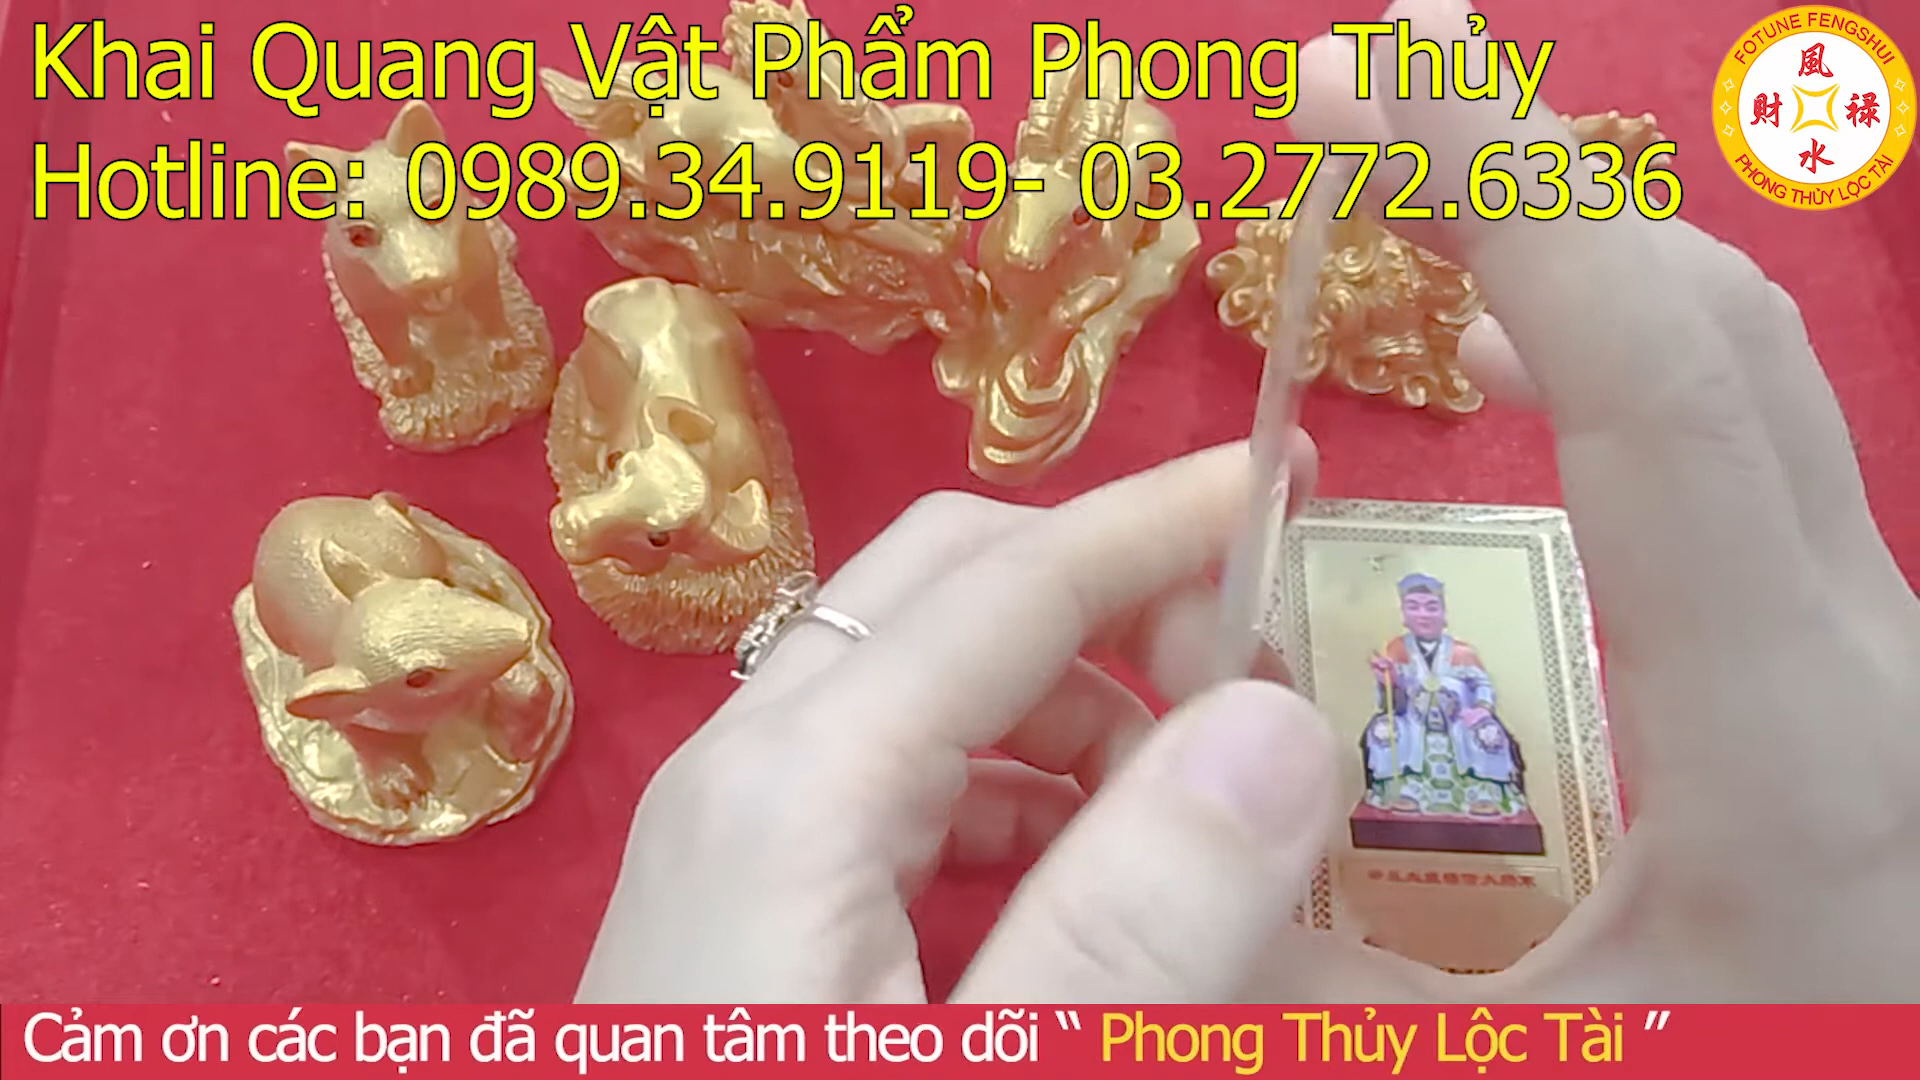 Khai Quang Vật Phẩm Phong Thủy
Hotline: 0989.34.9119- 03.2772.6336
FOTUNE FENGSHUI
風
財 禄
水
PHONG THỦY LỘC TÀI
Cảm ơn các bạn đã quan tâm theo dõi “ Phong Thủy Lộc Tài ”